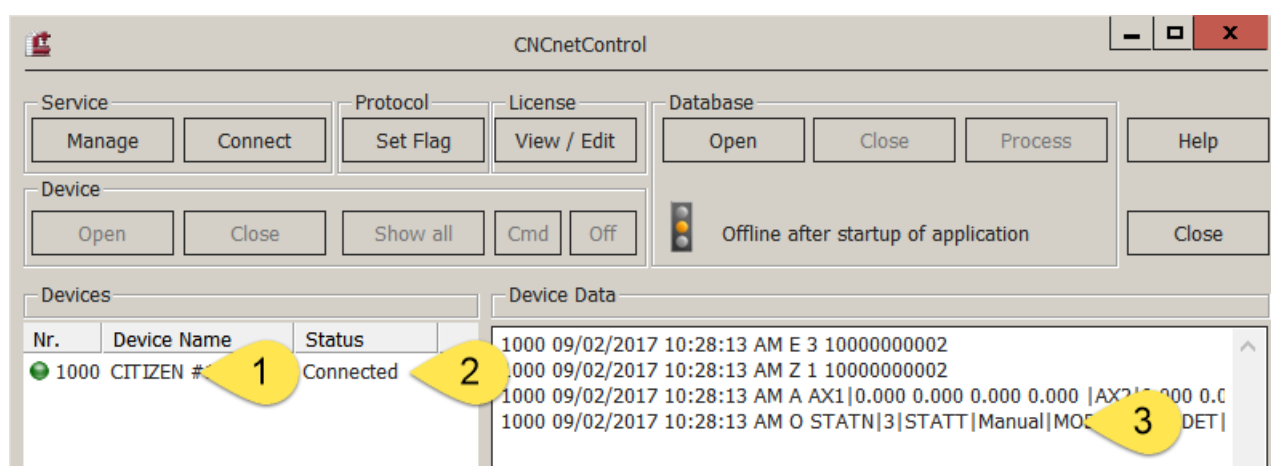 CNCnetControl
Service Protocol License Database
Manage Connect Set Flag View / Edit Open Close Process Help
Device
Open Close Show all Cmd Off Offline after startup of application Close
Devices Device Data
Nr. Device Name Status
1000 CITIZEN 1 Connected 2
1000 09/02/2017 10:28:13 AM E 3 10000000002
1000 09/02/2017 10:28:13 AM Z 1 10000000002
1000 09/02/2017 10:28:13 AM A AX1|0.000 0.000 0.000 0.000 |AX2|0.000
1000 09/02/2017 10:28:13 AM O STATN|3|STATT|Manual| 3